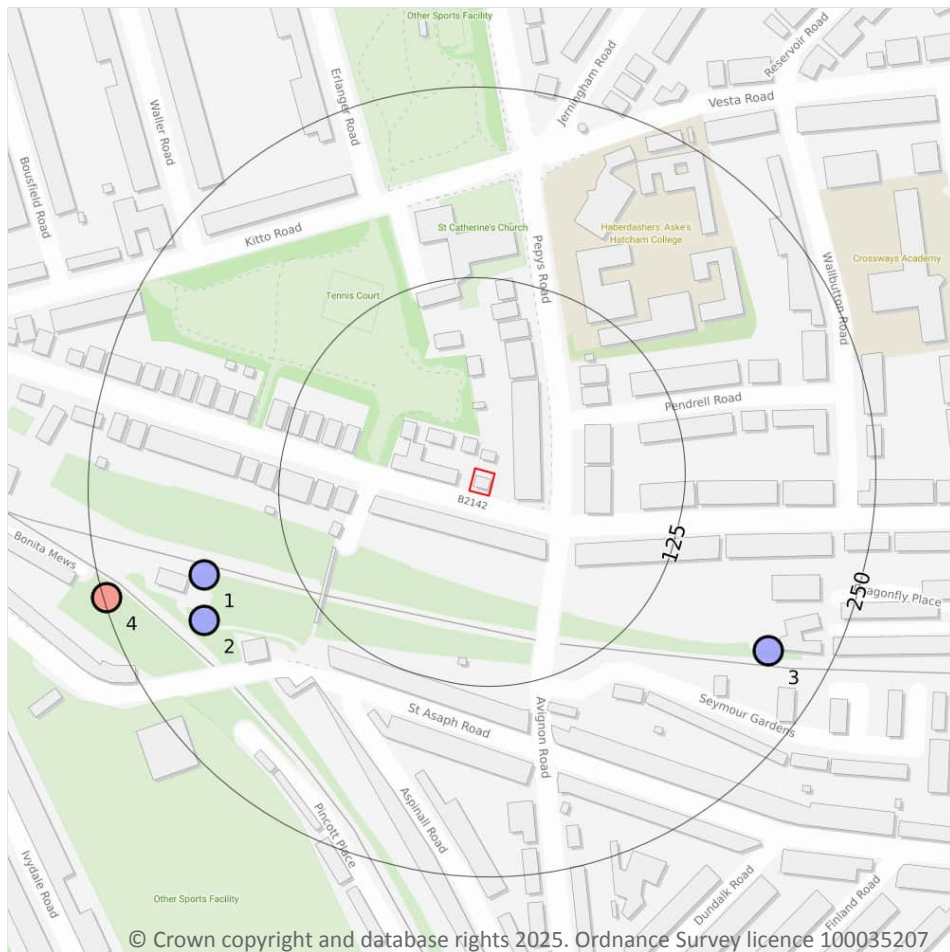 Other Sports Facility
Reservoir Road
Jerningham Road
Erlanger Road
Vesta Road
Waller Road
Bousfield Road
Kitto Road
St Catherine's Church
Haberdashers' Aske's
Hatcham College
Pepys Road
Crossways Academy
Wallbutton Road
Tennis Court
Pendrell Road
B2142
125
250
Bonita Mews
agonfly Place
1
2
3
4
Seymour Gardens
St Asaph Road
Avignon Road
Aspinall Road
Pincott Place
Ivydale Road
Other Sports Facility
Dundalk Road
Finland Road
© Crown copyright and database rights 2025. Ordnance Survey licence 100035207